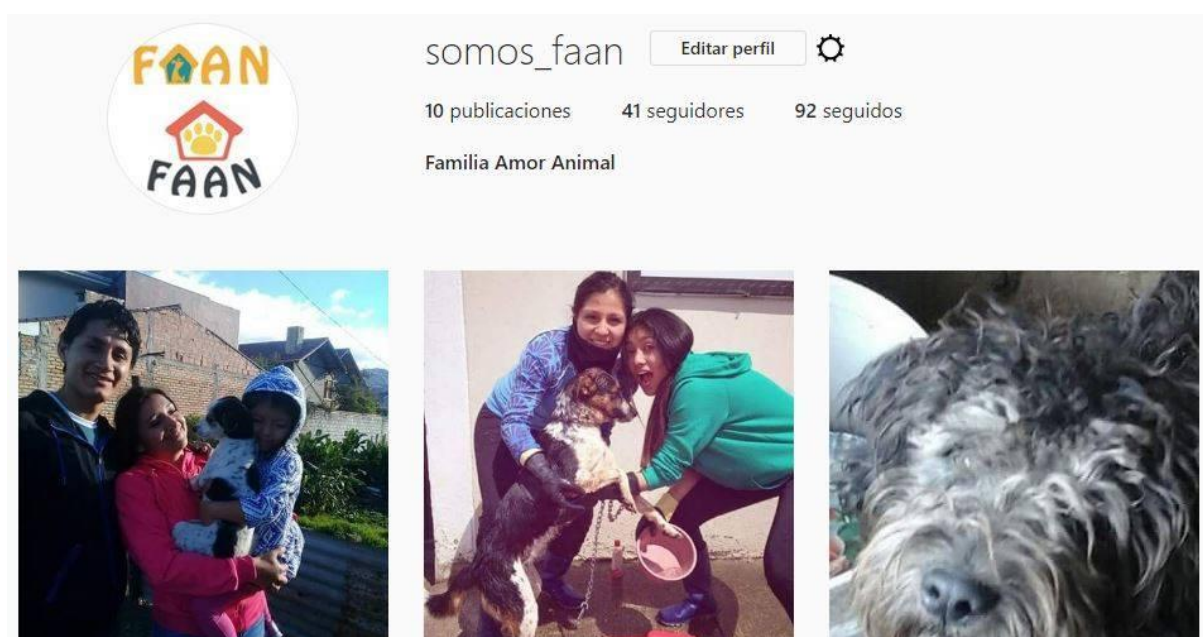 FAAN
FAAN
somos_faan Editar perfil
10 publicaciones 41 seguidores 92 seguidos
Familia Amor Animal